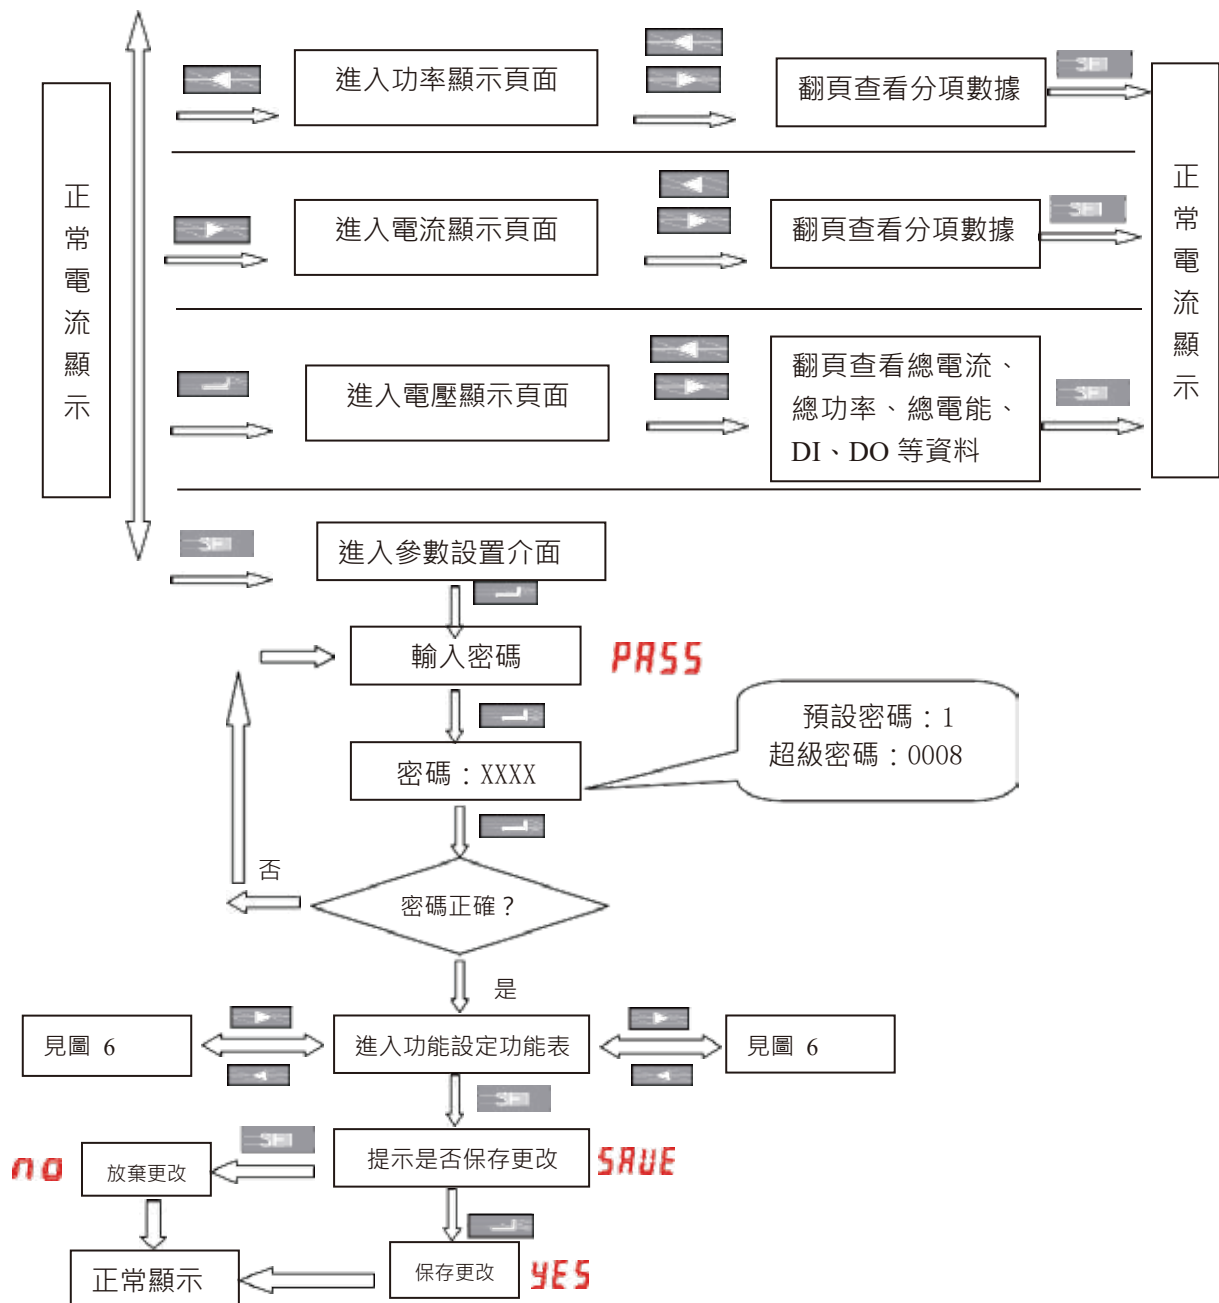 正常電流顯示
進入功率顯示頁面
翻頁查看分項數據
SET
正常電流顯示
進入電流顯示頁面
翻頁查看分項數據
SET
進入電壓顯示頁面
翻頁查看總電流、
總功率、總電能、
DI、DO 等資料
SET
SET
進入參數設置介面
輸入密碼
PASS
密碼：XXXX
預設密碼：1
超級密碼：0008
否
密碼正確？
是
見圖 6
進入功能設定功能表
見圖 6
SET
SET
no
放棄更改
提示是否保存更改
SAVE
正常顯示
保存更改
YES